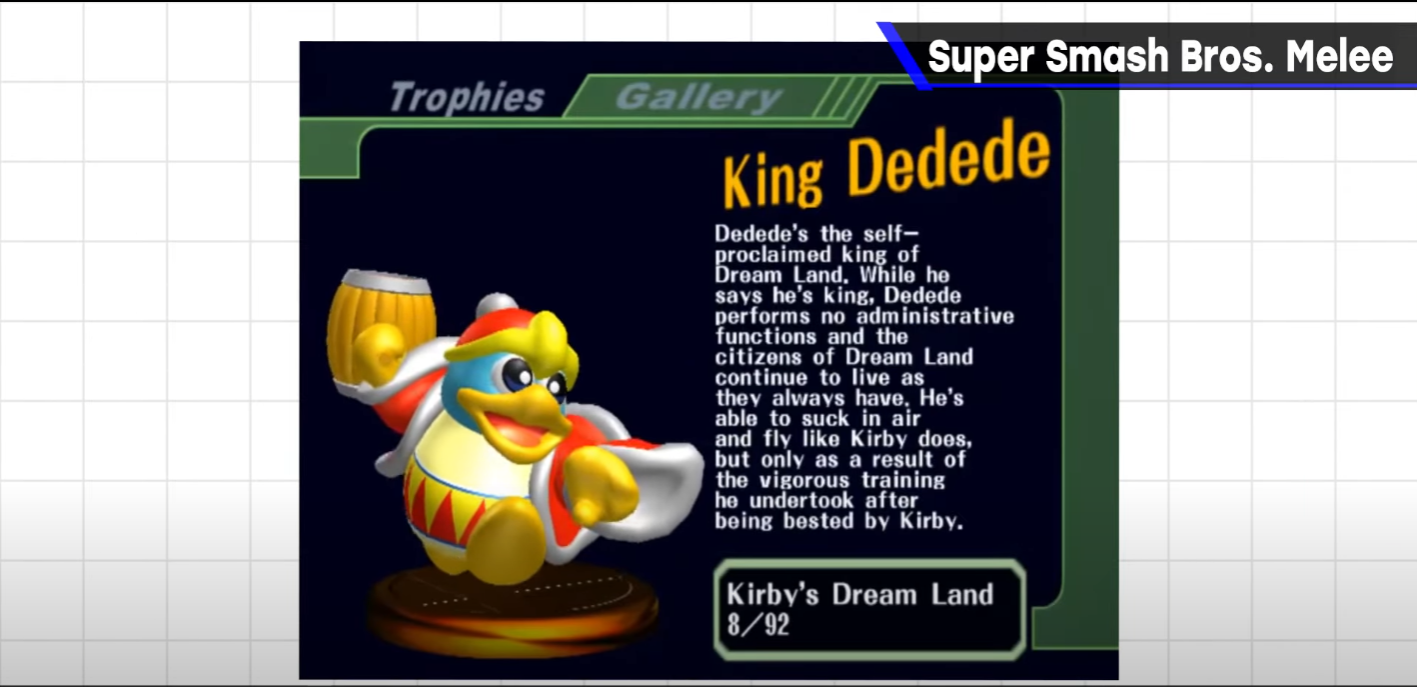 Super Smash Bros. Melee
Trophies
Gallery
King Dedede
Dedede's the self-
proclaimed king of
Dream Land. While he
says he's king, Dedede
performs no administrative
functions and the
citizens of Dream Land
continue to live as
they always have. He's
able to suck in air
and fly like Kirby does,
but only as a result of
the vigorous training
he undertook after
being bested by Kirby.
Kirby's Dream Land
8/92